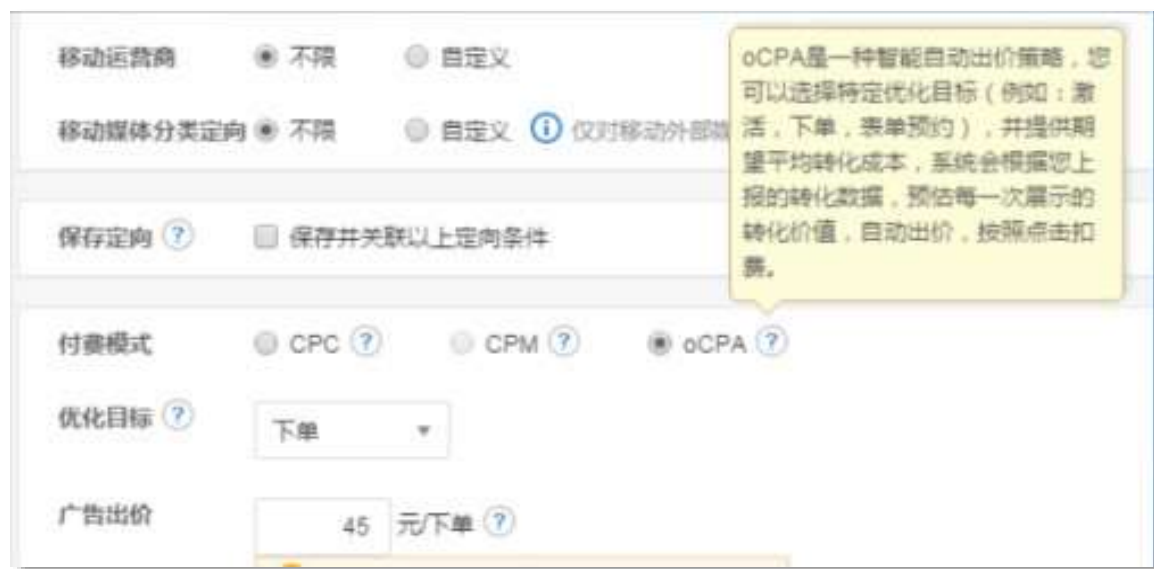 移动运营商 不限 自定义
移动媒体分类定向 不限 自定义 仅对移动外部
oCPA是一种智能自动出价策略，您
可以选择特定优化目标（例如：激
活，下单，表单预约），并提供期
望平均转化成本，系统会根据您上
报的转化数据，预估每一次展示的
转化价值，自动出价，按照点击扣
费。
保存定向 ? 保存并关联以上定向条件
付费模式 CPC ? CPM ? oCPA ?
优化目标 ? 下单
广告出价 45 元/下单 ?